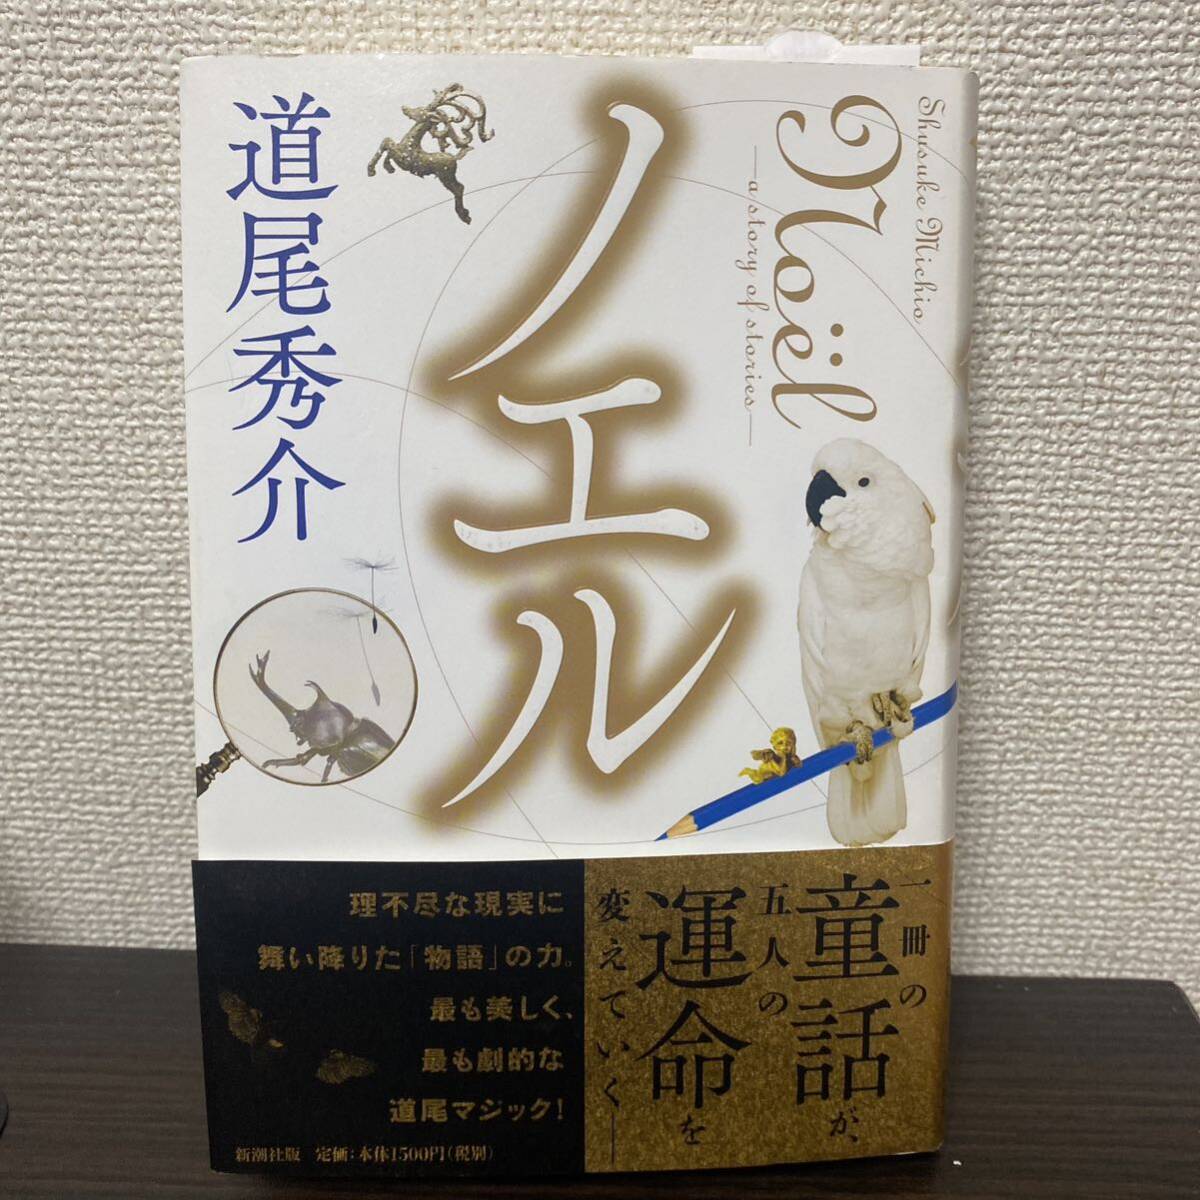 Shusuke Michio
Noël
—a story of stories—
ノエル
道尾秀介
一冊の
童話が、
五人の
運命を
変えていく——
理不尽な現実に
舞い降りた「物語」の力。
最も美しく、
最も劇的な
道尾マジック!
新潮社版 定価:本体1500円(税別)